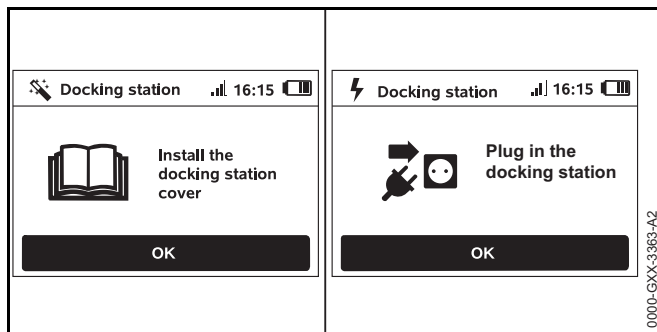 Docking station 16:15
Install the
docking station
cover
OK
Docking station 16:15
Plug in the
docking station
OK
0000-GXX-3363-A2